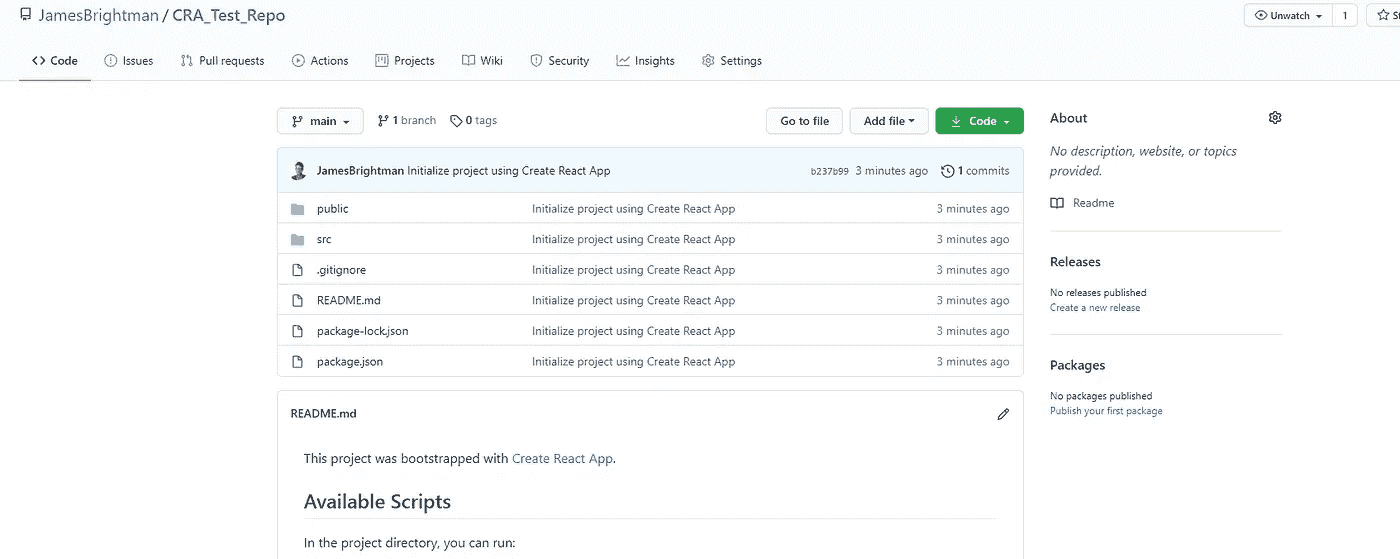 JamesBrightman / CRA_Test_Repo
Unwatch 1
Code Issues Pull requests Actions Projects Wiki Security Insights Settings
main 1 branch 0 tags Go to file Add file Code
JamesBrightman Initialize project using Create React App b237b99 3 minutes ago 1 commits
public Initialize project using Create React App 3 minutes ago
src Initialize project using Create React App 3 minutes ago
.gitignore Initialize project using Create React App 3 minutes ago
README.md Initialize project using Create React App 3 minutes ago
package-lock.json Initialize project using Create React App 3 minutes ago
package.json Initialize project using Create React App 3 minutes ago
README.md
This project was bootstrapped with Create React App.
Available Scripts
In the project directory, you can run:
About
No description, website, or topics
provided.
Readme
Releases
No releases published
Create a new release
Packages
No packages published
Publish your first package